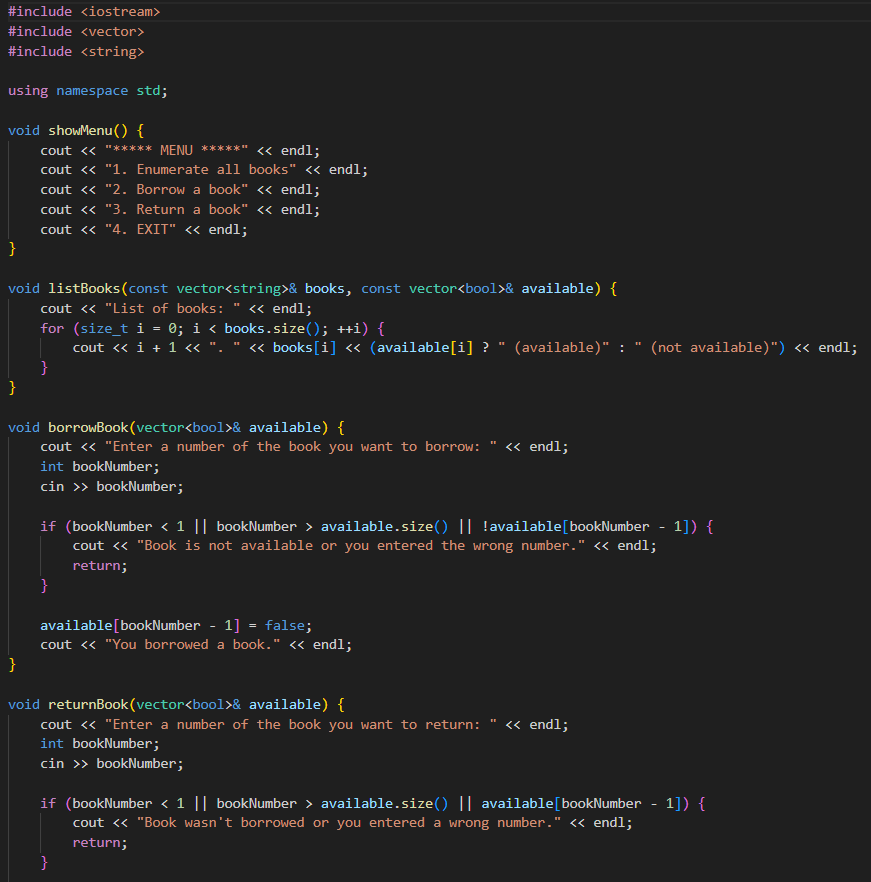 #include <iostream>
#include <vector>
#include <string>

using namespace std;

void showMenu() {
    cout << "***** MENU *****" << endl;
    cout << "1. Enumerate all books" << endl;
    cout << "2. Borrow a book" << endl;
    cout << "3. Return a book" << endl;
    cout << "4. EXIT" << endl;
}

void listBooks(const vector<string>& books, const vector<bool>& available) {
    cout << "List of books: " << endl;
    for (size_t i = 0; i < books.size(); ++i) {
        cout << i + 1 << ". " << books[i] << (available[i] ? " (available)" : " (not available)") << endl;
    }
}

void borrowBook(vector<bool>& available) {
    cout << "Enter a number of the book you want to borrow: " << endl;
    int bookNumber;
    cin >> bookNumber;

    if (bookNumber < 1 || bookNumber > available.size() || !available[bookNumber - 1]) {
        cout << "Book is not available or you entered the wrong number." << endl;
        return;
    }

    available[bookNumber - 1] = false;
    cout << "You borrowed a book." << endl;
}

void returnBook(vector<bool>& available) {
    cout << "Enter a number of the book you want to return: " << endl;
    int bookNumber;
    cin >> bookNumber;

    if (bookNumber < 1 || bookNumber > available.size() || available[bookNumber - 1]) {
        cout << "Book wasn't borrowed or you entered a wrong number." << endl;
        return;
    }